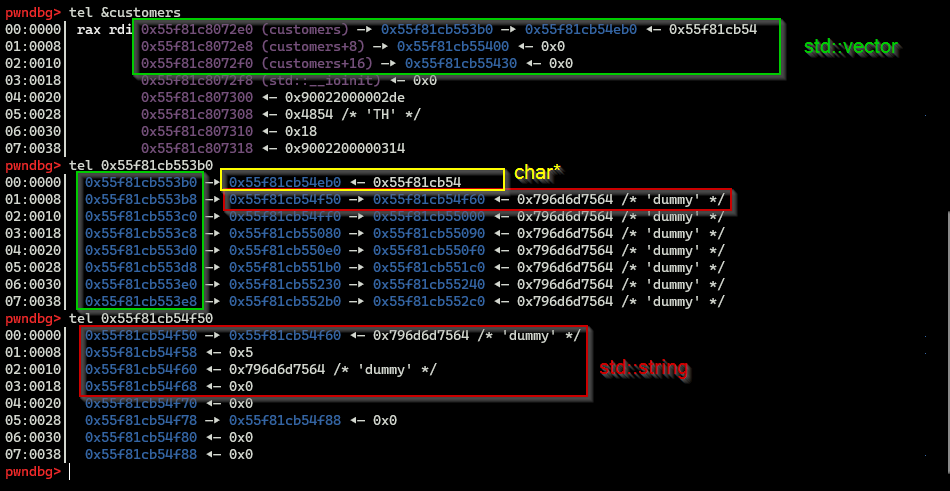 pwndbg> tel &customers
00:0000│ rax rdi 0x55f81c8072e0 (customers) —▸ 0x55f81cb553b0 —▸ 0x55f81cb54eb0 ◂— 0x55f81cb54
01:0008│ 0x55f81c8072e8 (customers+8) —▸ 0x55f81cb55400 ◂— 0x0
02:0010│ 0x55f81c8072f0 (customers+16) —▸ 0x55f81cb55430 ◂— 0x0
03:0018│ 0x55f81c8072f8 (std::__ioinit) ◂— 0x0
04:0020│ 0x55f81c807300 ◂— 0x90022000002de
05:0028│ 0x55f81c807308 ◂— 0x4854 /* 'TH' */
06:0030│ 0x55f81c807310 ◂— 0x18
07:0038│ 0x55f81c807318 ◂— 0x9002200000314
std::vector
pwndbg> tel 0x55f81cb553b0
00:0000│ 0x55f81cb553b0 —▸ 0x55f81cb54eb0 ◂— 0x55f81cb54
char*
01:0008│ 0x55f81cb553b8 —▸ 0x55f81cb54f50 —▸ 0x55f81cb54f60 ◂— 0x796d6d7564 /* 'dummy' */
02:0010│ 0x55f81cb553c0 —▸ 0x55f81cb54ff0 —▸ 0x55f81cb55000 ◂— 0x796d6d7564 /* 'dummy' */
03:0018│ 0x55f81cb553c8 —▸ 0x55f81cb55080 —▸ 0x55f81cb55090 ◂— 0x796d6d7564 /* 'dummy' */
04:0020│ 0x55f81cb553d0 —▸ 0x55f81cb550e0 —▸ 0x55f81cb550f0 ◂— 0x796d6d7564 /* 'dummy' */
05:0028│ 0x55f81cb553d8 —▸ 0x55f81cb551b0 —▸ 0x55f81cb551c0 ◂— 0x796d6d7564 /* 'dummy' */
06:0030│ 0x55f81cb553e0 —▸ 0x55f81cb55230 —▸ 0x55f81cb55240 ◂— 0x796d6d7564 /* 'dummy' */
07:0038│ 0x55f81cb553e8 —▸ 0x55f81cb552b0 —▸ 0x55f81cb552c0 ◂— 0x796d6d7564 /* 'dummy' */
pwndbg> tel 0x55f81cb54f50
00:0000│ 0x55f81cb54f50 —▸ 0x55f81cb54f60 ◂— 0x796d6d7564 /* 'dummy' */
01:0008│ 0x55f81cb54f58 ◂— 0x5
02:0010│ 0x55f81cb54f60 ◂— 0x796d6d7564 /* 'dummy' */
03:0018│ 0x55f81cb54f68 ◂— 0x0
std::string
04:0020│ 0x55f81cb54f70 ◂— 0x0
05:0028│ 0x55f81cb54f78 —▸ 0x55f81cb54f88 ◂— 0x0
06:0030│ 0x55f81cb54f80 ◂— 0x0
07:0038│ 0x55f81cb54f88 ◂— 0x0
pwndbg>